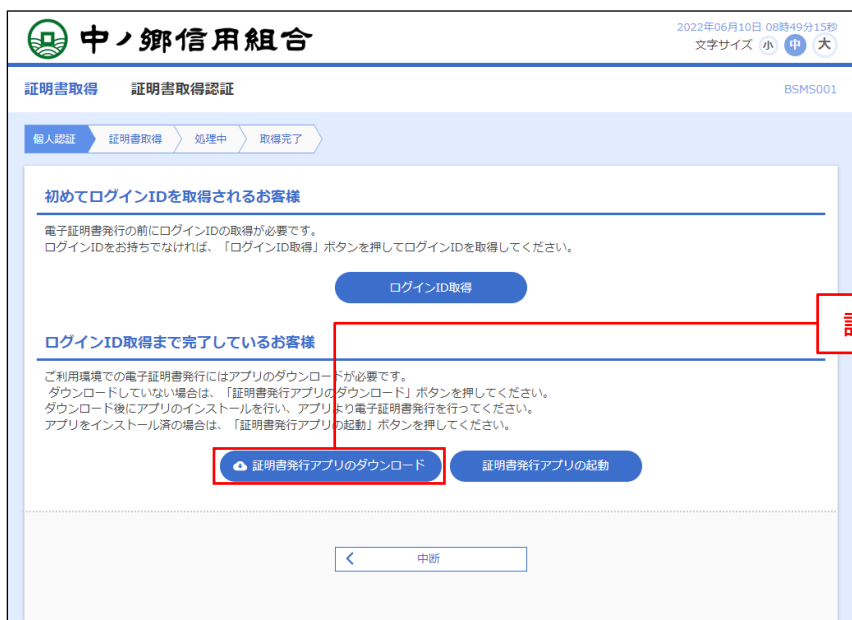 中ノ郷信用組合
2022年06月10日 08時49分15秒
文字サイズ 小 中 大
証明書取得 証明書取得認証
BSMS001
個人認証 証明書取得 処理中 取得完了
初めてログインIDを取得されるお客様
電子証明書発行の前にログインIDの取得が必要です。
ログインIDをお持ちでなければ、「ログインID取得」ボタンを押してログインIDを取得してください。
ログインID取得
ログインID取得まで完了しているお客様
ご利用環境での電子証明書発行にはアプリのダウンロードが必要です。
ダウンロードしていない場合は、「証明書発行アプリのダウンロード」ボタンを押してください。
ダウンロード後にアプリのインストールを行い、アプリより電子証明書発行を行ってください。
アプリをインストール済の場合は、「証明書発行アプリの起動」ボタンを押してください。
証明書発行アプリのダウンロード 証明書発行アプリの起動
中断